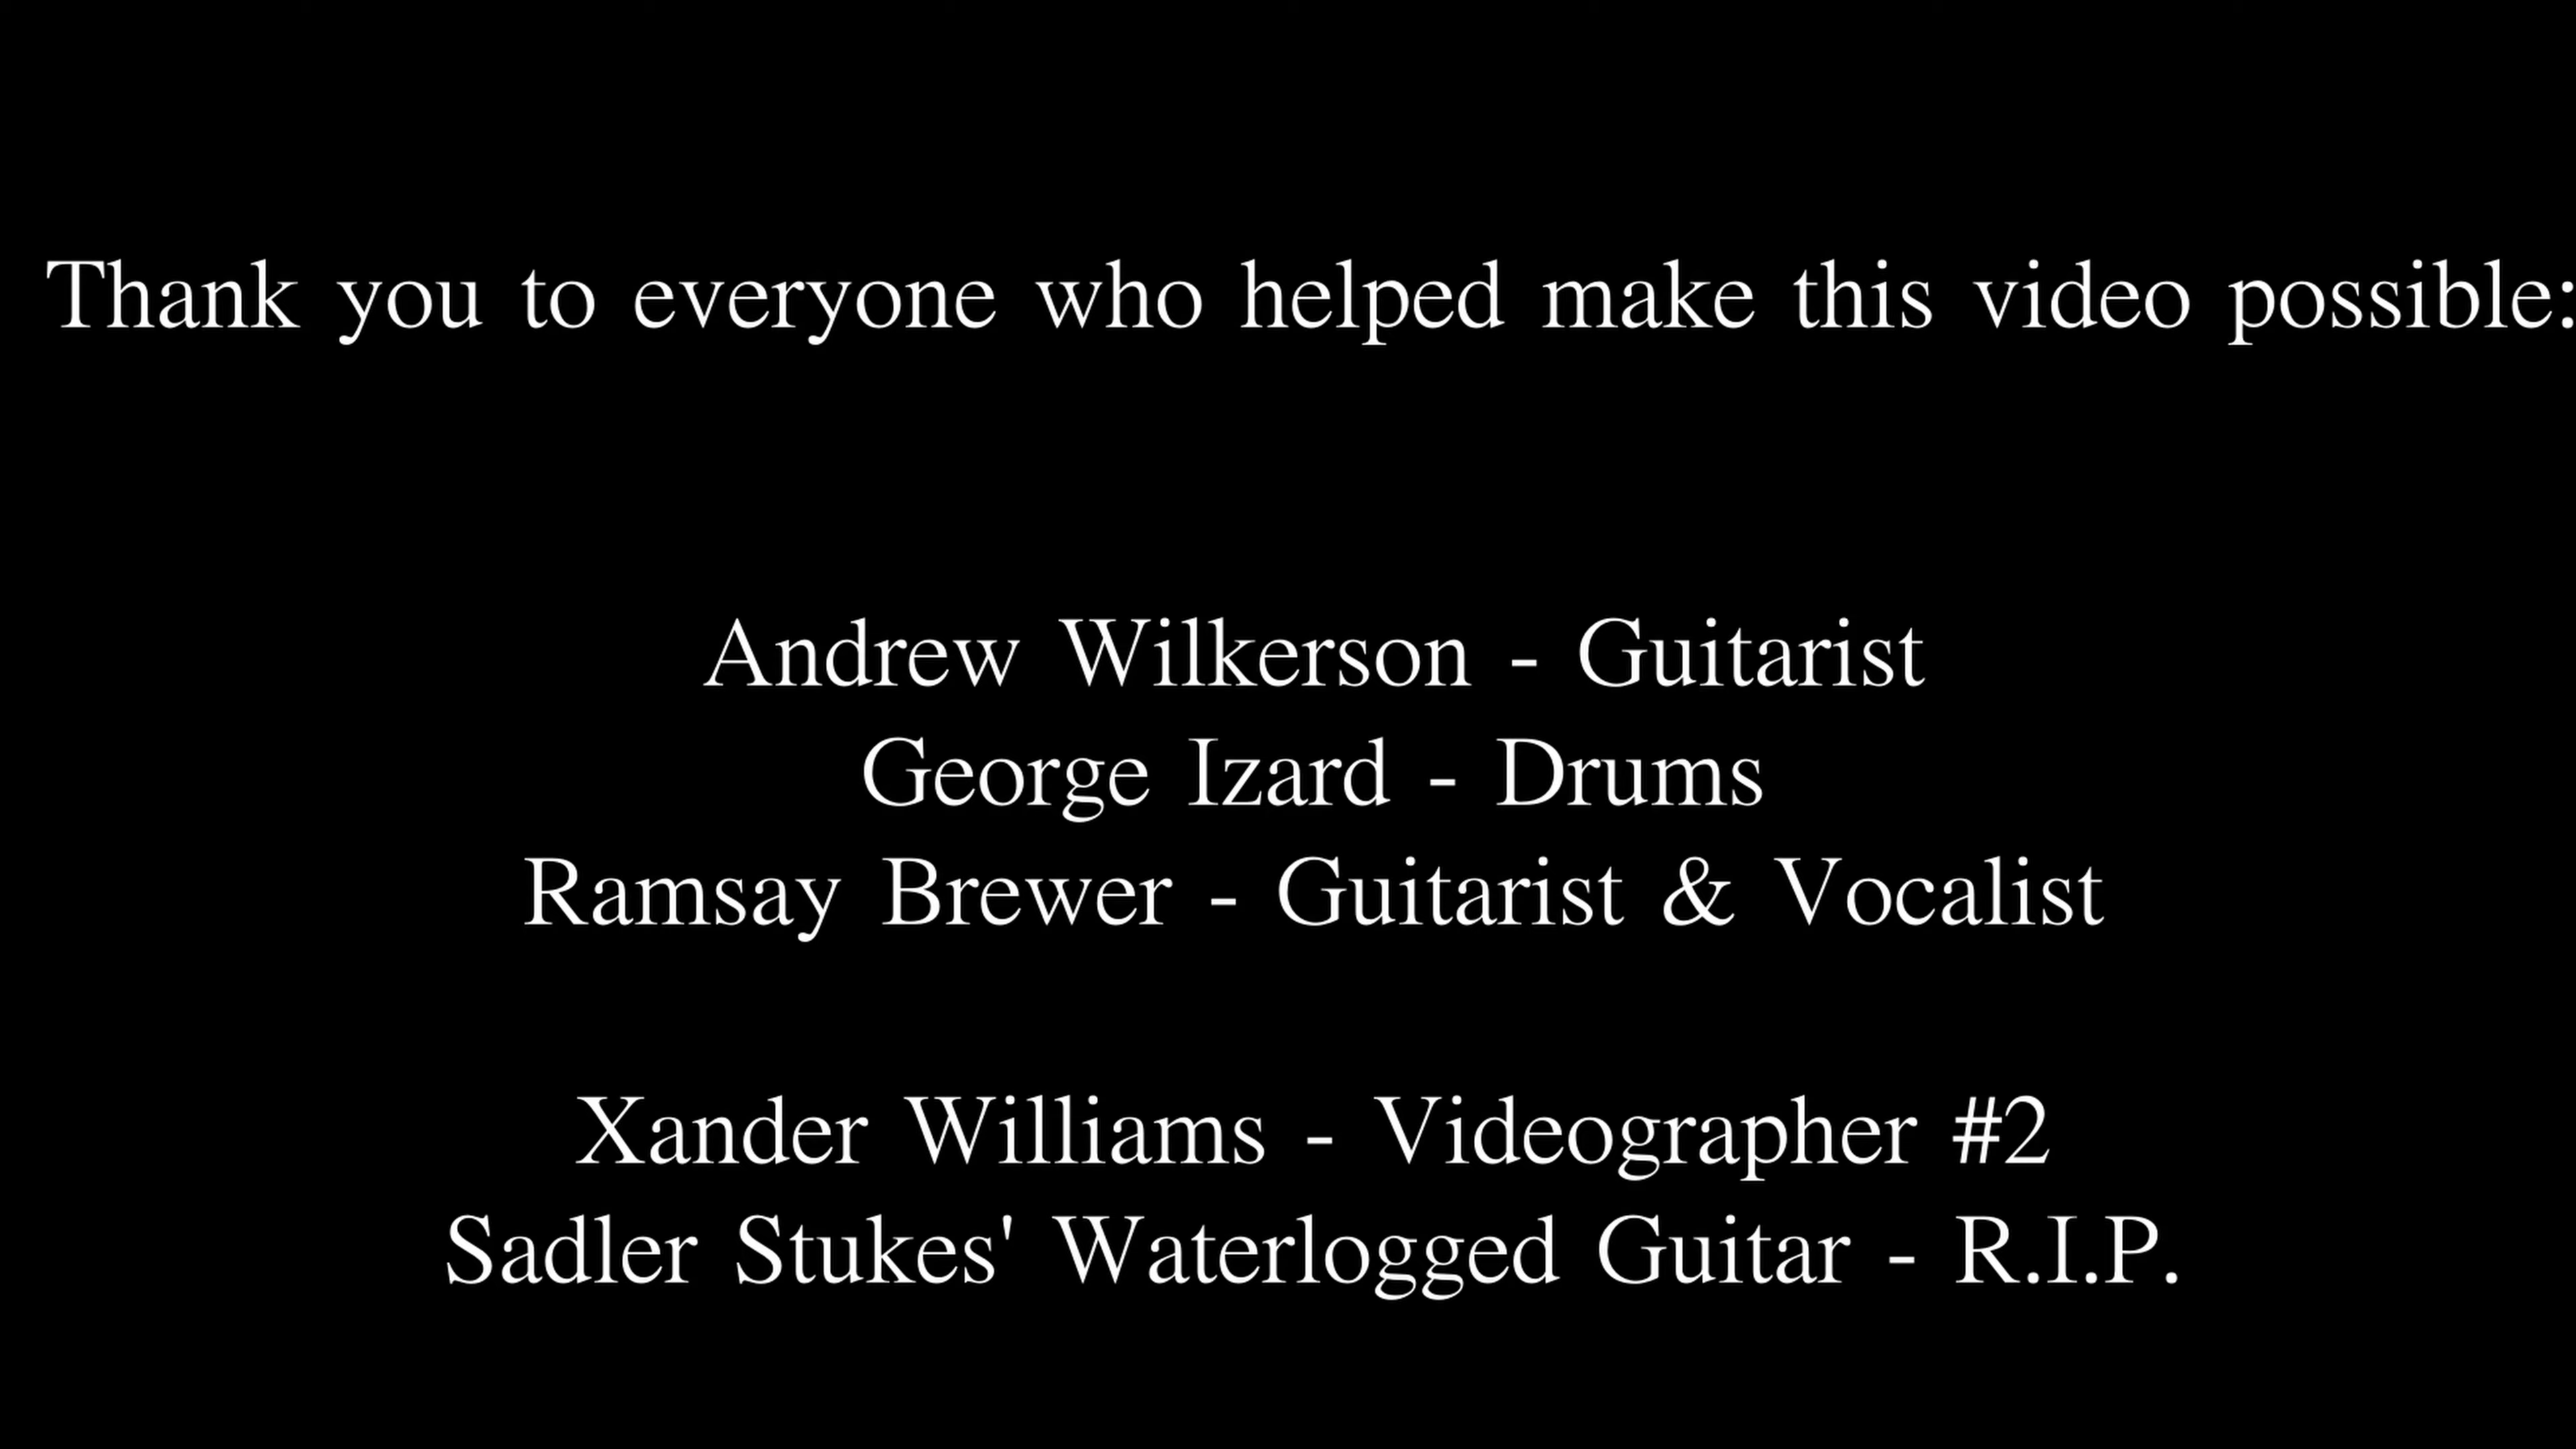 Thank you to everyone who helped make this video possible:
Andrew Wilkerson - Guitarist
George Izard - Drums
Ramsay Brewer - Guitarist & Vocalist
Xander Williams - Videographer #2
Sadler Stukes' Waterlogged Guitar - R.I.P.